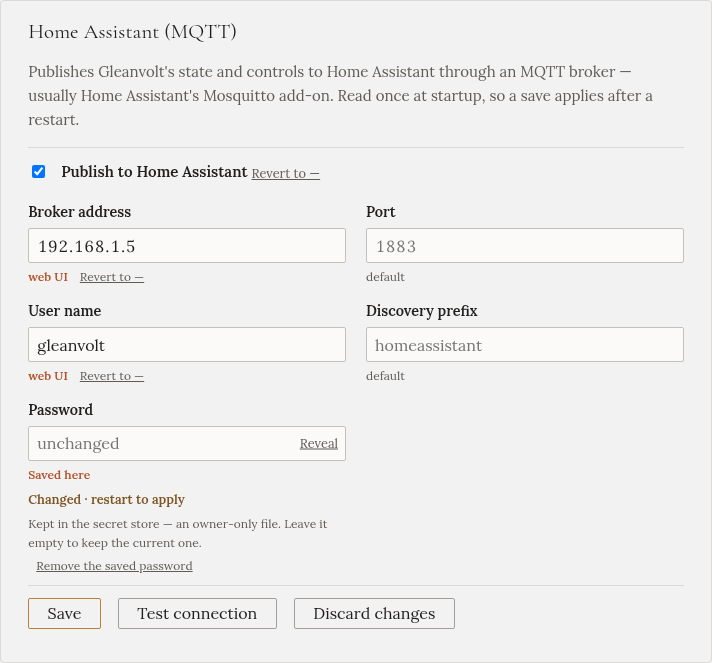 Home Assistant (MQTT)
Publishes Gleanvolt's state and controls to Home Assistant through an MQTT broker —
usually Home Assistant's Mosquitto add-on. Read once at startup, so a save applies after a
restart.
Publish to Home Assistant Revert to —
Broker address
192.168.1.5
web UI Revert to —
Port
1883
default
User name
gleanvolt
web UI Revert to —
Discovery prefix
homeassistant
default
Password
unchanged Reveal
Saved here
Changed · restart to apply
Kept in the secret store — an owner-only file. Leave it
empty to keep the current one.
Remove the saved password
Save Test connection Discard changes